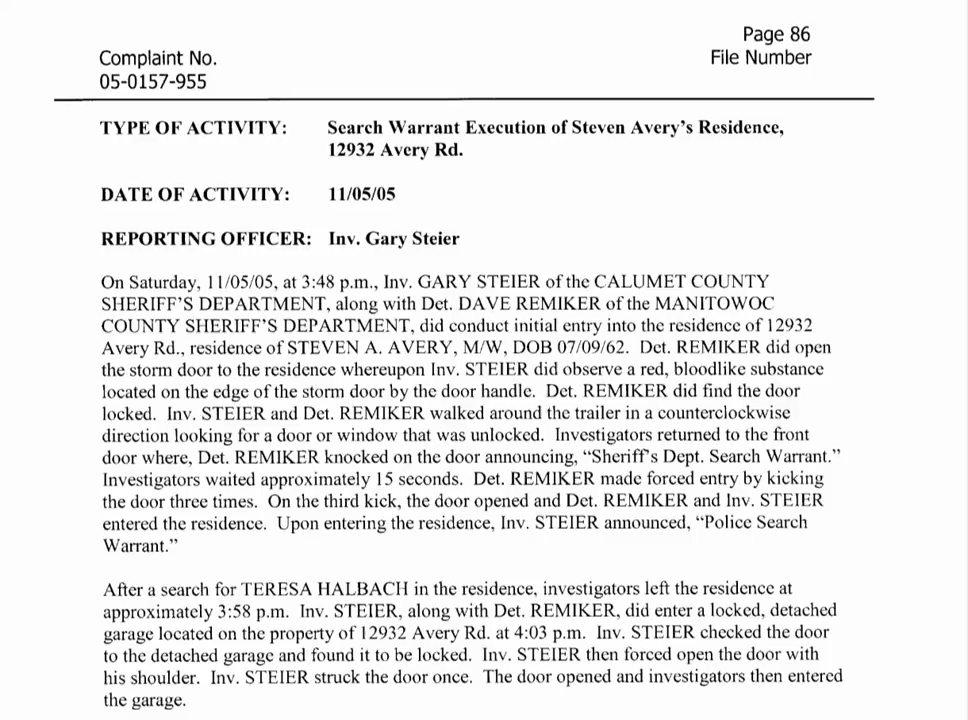 Page 86
Complaint No. File Number
05-0157-955
TYPE OF ACTIVITY: Search Warrant Execution of Steven Avery's Residence,
12932 Avery Rd.
DATE OF ACTIVITY: 11/05/05
REPORTING OFFICER: Inv. Gary Steier
On Saturday, 11/05/05, at 3:48 p.m., Inv. GARY STEIER of the CALUMET COUNTY
SHERIFF'S DEPARTMENT, along with Det. DAVE REMIKER of the MANITOWOC
COUNTY SHERIFF'S DEPARTMENT, did conduct initial entry into the residence of 12932
Avery Rd., residence of STEVEN A. AVERY, M/W, DOB 07/09/62. Det. REMIKER did open
the storm door to the residence whereupon Inv. STEIER did observe a red, bloodlike substance
located on the edge of the storm door by the door handle. Det. REMIKER did find the door
locked. Inv. STEIER and Det. REMIKER walked around the trailer in a counterclockwise
direction looking for a door or window that was unlocked. Investigators returned to the front
door where, Det. REMIKER knocked on the door announcing, “Sheriff's Dept. Search Warrant.”
Investigators waited approximately 15 seconds. Det. REMIKER made forced entry by kicking
the door three times. On the third kick, the door opened and Det. REMIKER and Inv. STEIER
entered the residence. Upon entering the residence, Inv. STEIER announced, “Police Search
Warrant.”
After a search for TERESA HALBACH in the residence, investigators left the residence at
approximately 3:58 p.m. Inv. STEIER, along with Det. REMIKER, did enter a locked, detached
garage located on the property of 12932 Avery Rd. at 4:03 p.m. Inv. STEIER checked the door
to the detached garage and found it to be locked. Inv. STEIER then forced open the door with
his shoulder. Inv. STEIER struck the door once. The door opened and investigators then entered
the garage.